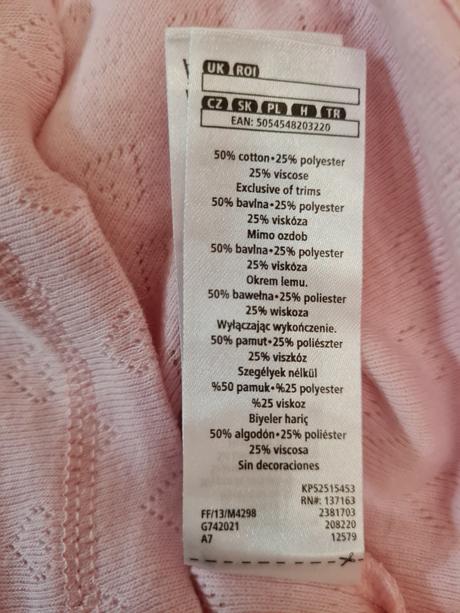 UK ROI
CZ SK PL H TR
EAN: 5054548203220
50% cotton•25% polyester
25% viscose
Exclusive of trims
50% bavlna•25% polyester
25% viskóza
Mimo ozdob
50% bavlna•25% polyester
25% viskóza
Okrem lemu.
50% bawełna•25% poliester
25% wiskoza
Wyłączając wykończenie.
50% pamut•25% poliészter
25% viszkóz
Szegélyek nélkül
%50 pamuk•%25 polyester
%25 viskoz
Biyeler hariç
50% algodón•25% poliéster
25% viscosa
Sin decoraciones
KP52515453
RN#: 137163
FF/13/M4298 2381703
G742021 208220
A7 12579